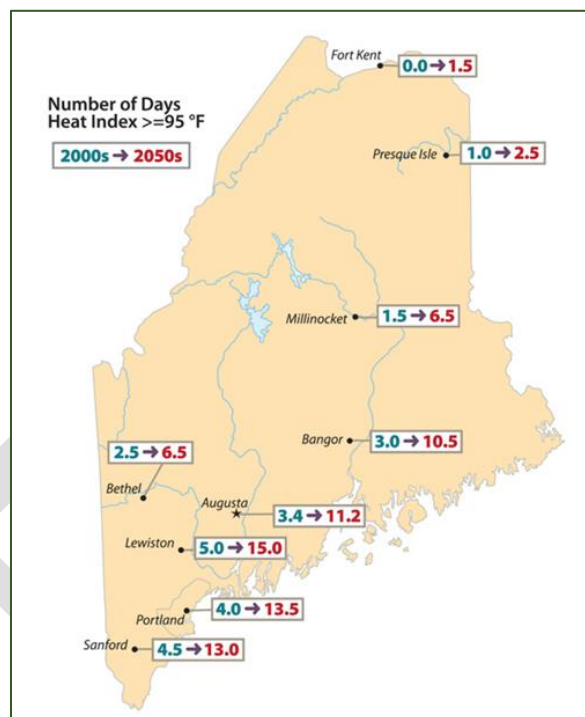 Fort Kent
0.0 → 1.5
Number of Days
Heat Index >=95 °F
2000s → 2050s
Presque Isle
1.0 → 2.5
Millinocket
1.5 → 6.5
Bangor
3.0 → 10.5
2.5 → 6.5
Bethel
Augusta
3.4 → 11.2
Lewiston
5.0 → 15.0
Portland
4.0 → 13.5
Sanford
4.5 → 13.0